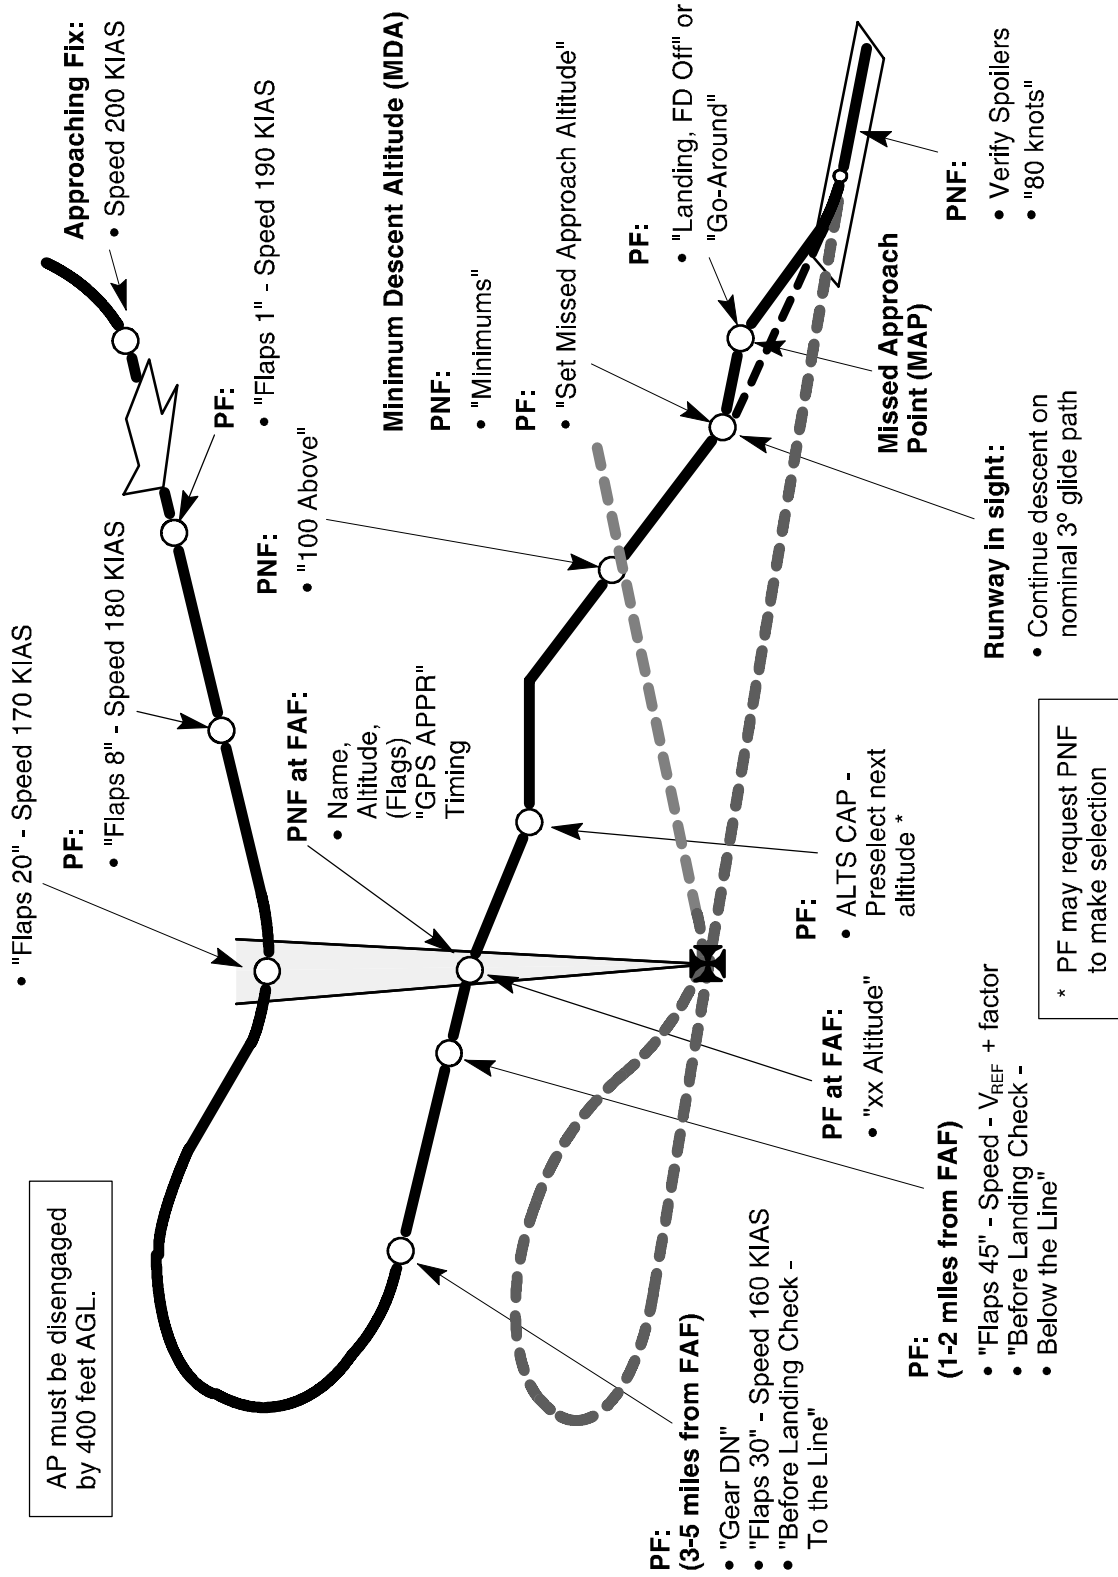 Approaching Fix:
• Speed 200 KIAS
PF:
• "Flaps 1" - Speed 190 KIAS
PF:
• "Flaps 8" - Speed 180 KIAS
• "Flaps 20" - Speed 170 KIAS
AP must be disengaged
by 400 feet AGL.
PF:
(3-5 miles from FAF)
• "Gear DN"
• "Flaps 30" - Speed 160 KIAS
• "Before Landing Check -
To the Line"
PF:
(1-2 miles from FAF)
• "Flaps 45" - Speed - VREF + factor
• "Before Landing Check -
• Below the Line"
PF at FAF:
• "xx Altitude"
PNF at FAF:
• Name,
Altitude,
(Flags)
"GPS APPR"
Timing
PF:
• ALTS CAP -
Preselect next
altitude *
PNF:
• "100 Above"
Minimum Descent Altitude (MDA)
PNF:
• "Minimums"
PF:
• "Set Missed Approach Altitude"
Runway in sight:
• Continue descent on
nominal 3º glide path
Missed Approach
Point (MAP)
PF:
• "Landing, FD Off" or
"Go-Around"
PNF:
• Verify Spoilers
• "80 knots"
* PF may request PNF
to make selection